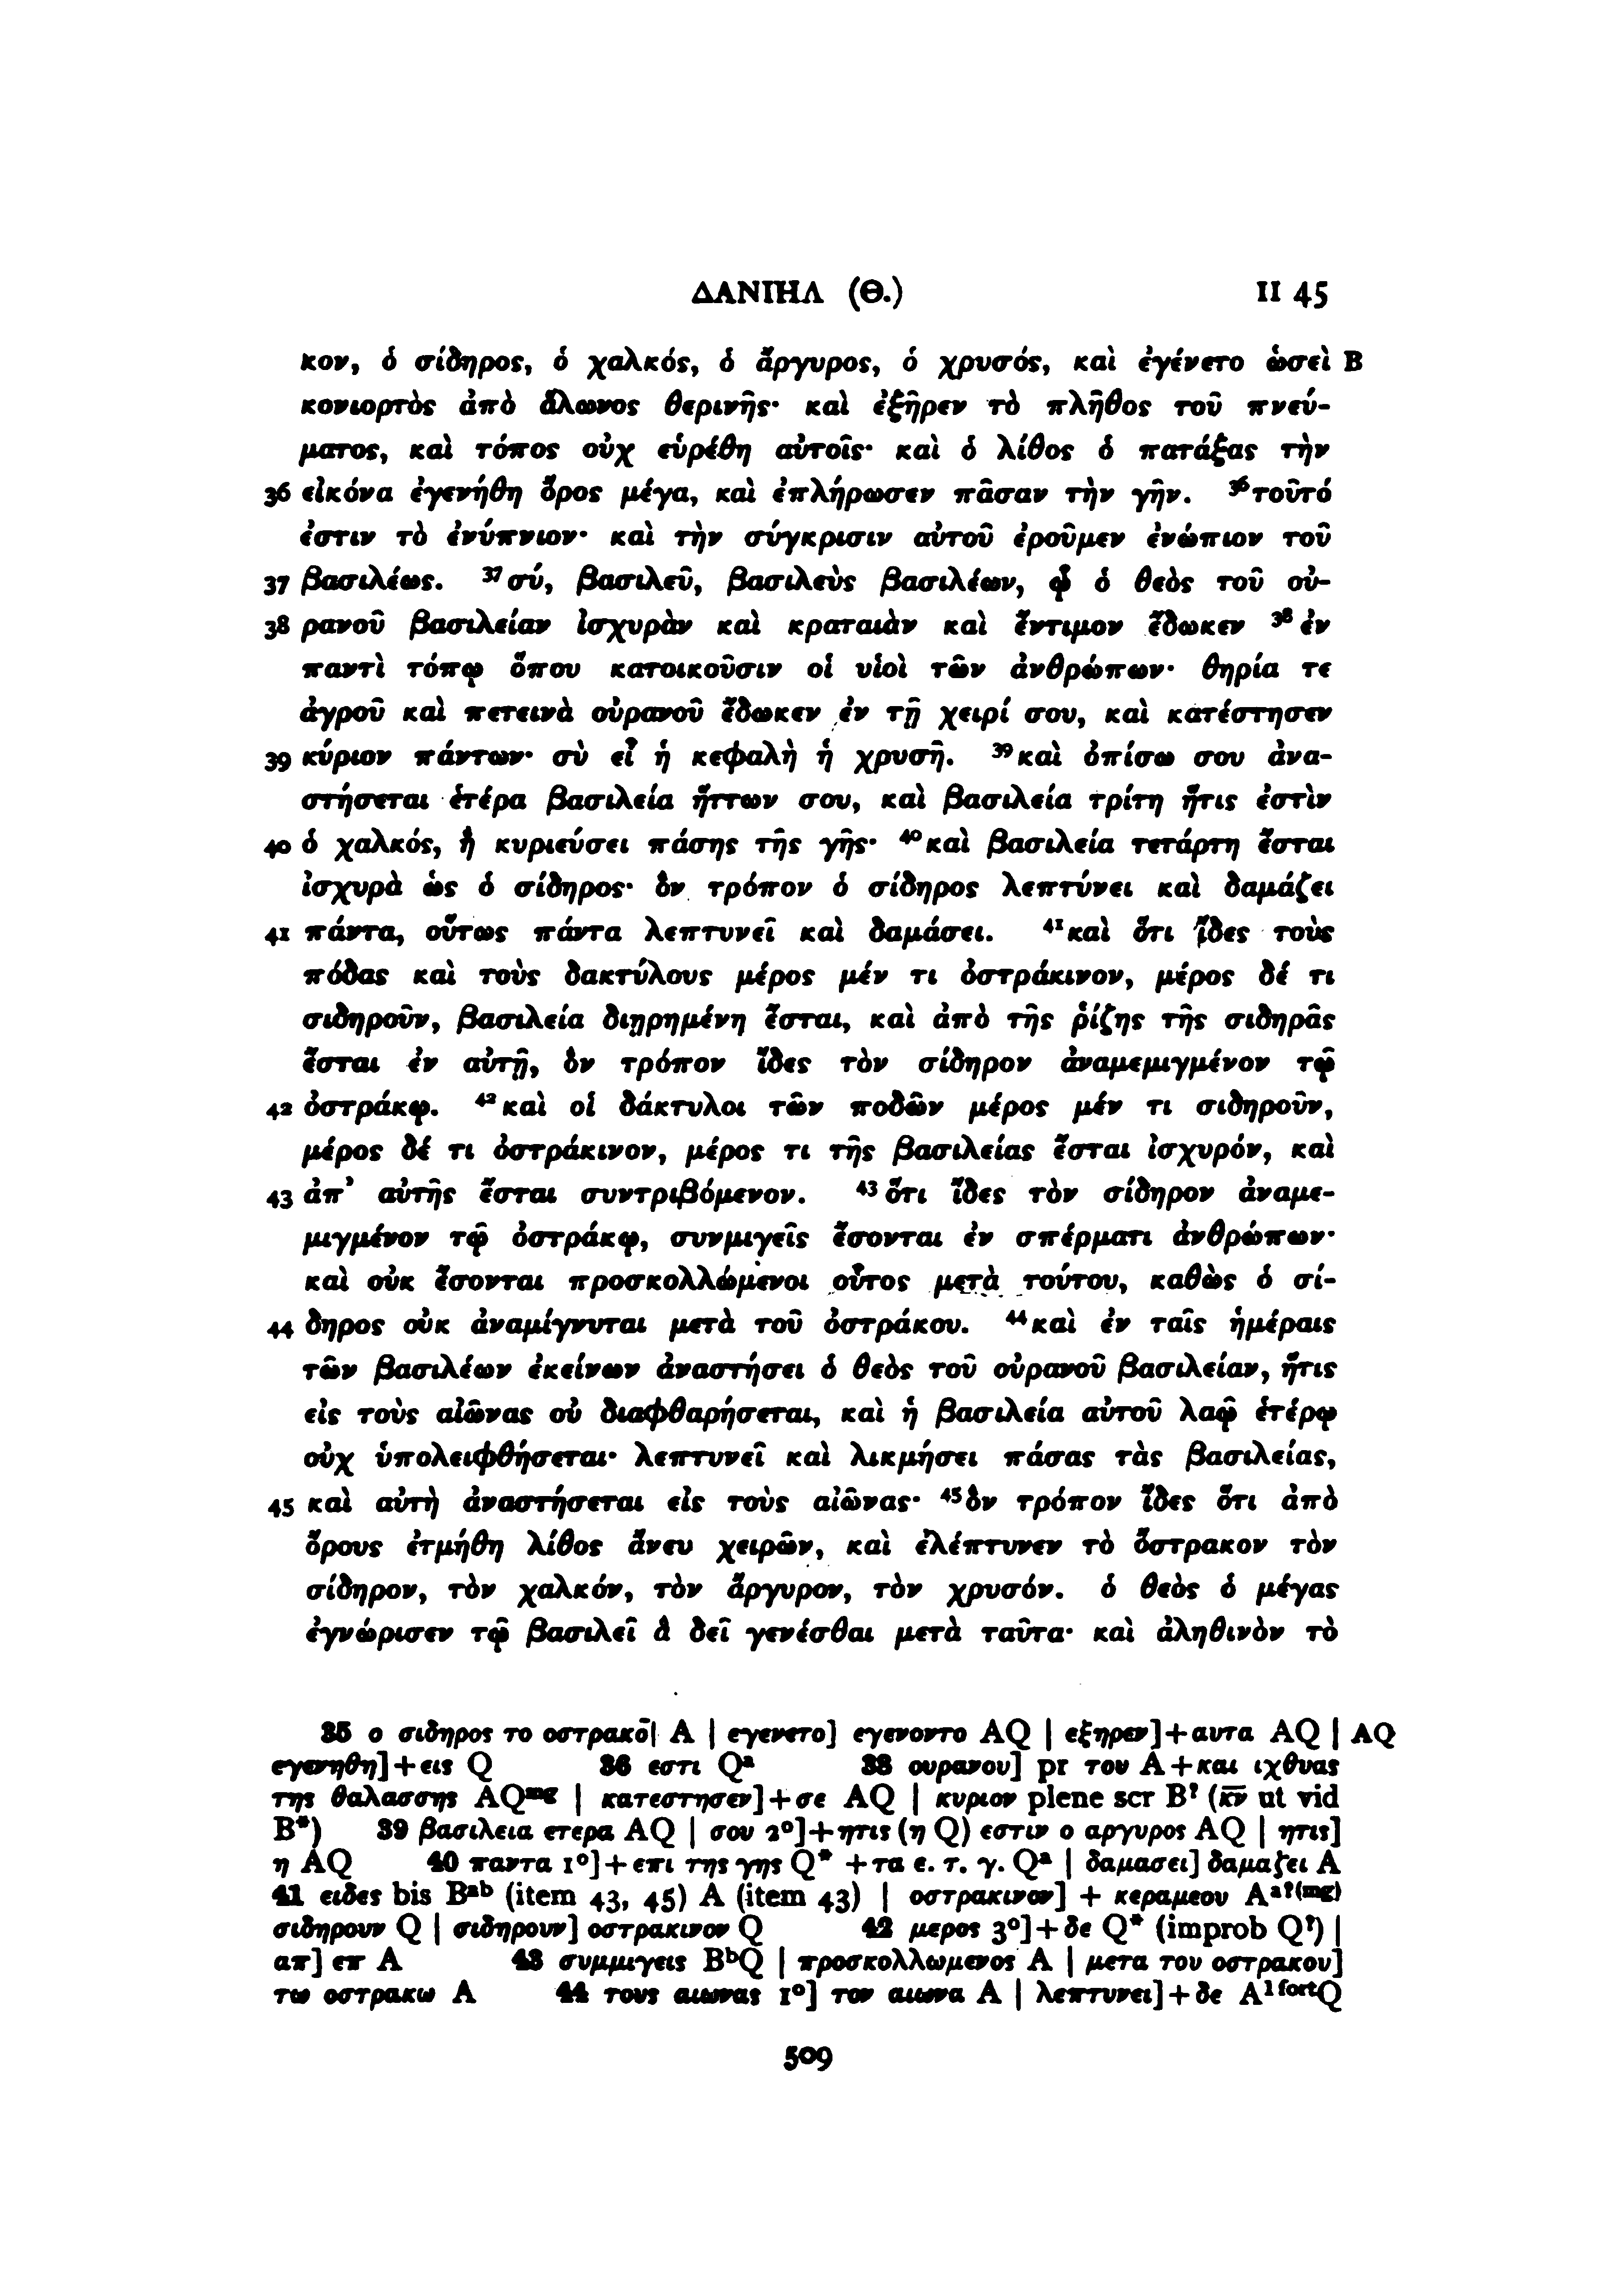 ΔΑΝΙΗΛ (Θ.) II 45
κον, ὁ σίδηρος, ὁ χαλκός, ὁ ἄργυρος, ὁ χρυσός, καὶ ἐγένετο ὡσεὶ B
κονιορτὸς ἀπὸ ἅλωνος θερινῆς· καὶ ἐξῆρεν τὸ πλῆθος τοῦ πνεύ-
ματος, καὶ τόπος οὐχ εὑρέθη αὐτοῖς· καὶ ὁ λίθος ὁ πατάξας τὴν
36 εἰκόνα ἐγενήθη ὄρος μέγα, καὶ ἐπλήρωσεν πᾶσαν τὴν γῆν. ³⁶τοῦτό
ἐστιν τὸ ἐνύπνιον· καὶ τὴν σύγκρισιν αὐτοῦ ἐροῦμεν ἐνώπιον τοῦ
37 βασιλέως. ³⁷σύ, βασιλεῦ, βασιλεὺς βασιλέων, ᾧ ὁ θεὸς τοῦ οὐ-
38 ρανοῦ βασιλείαν ἰσχυρὰν καὶ κραταιὰν καὶ ἔντιμον ἔδωκεν ³⁸ἐν
παντὶ τόπῳ ὅπου κατοικοῦσιν οἱ υἱοὶ τῶν ἀνθρώπων· θηρία τε
ἀγροῦ καὶ πετεινὰ οὐρανοῦ ἔδωκεν ἐν τῇ χειρί σου, καὶ κατέστησεν
39 κύριον πάντων· σὺ εἶ ἡ κεφαλὴ ἡ χρυσῆ. ³⁹καὶ ὀπίσω σου ἀνα-
στήσεται ἑτέρα βασιλεία ἥττων σου, καὶ βασιλεία τρίτη ἥτις ἐστὶν
40 ὁ χαλκός, ἣ κυριεύσει πάσης τῆς γῆς· ⁴⁰καὶ βασιλεία τετάρτη ἔσται
ἰσχυρὰ ὡς ὁ σίδηρος· ὃν τρόπον ὁ σίδηρος λεπτύνει καὶ δαμάζει
41 πάντα, οὕτως πάντα λεπτυνεῖ καὶ δαμάσει. ⁴¹καὶ ὅτι ἴδες τοὺς
πόδας καὶ τοὺς δακτύλους μέρος μέν τι ὀστράκινον, μέρος δέ τι
σιδηροῦν, βασιλεία διῃρημένη ἔσται, καὶ ἀπὸ τῆς ῥίζης τῆς σιδηρᾶς
ἔσται ἐν αὐτῇ, ὃν τρόπον ἴδες τὸν σίδηρον ἀναμεμιγμένον τῷ
42 ὀστράκῳ. ⁴²καὶ οἱ δάκτυλοι τῶν ποδῶν μέρος μέν τι σιδηροῦν,
μέρος δέ τι ὀστράκινον, μέρος τι τῆς βασιλείας ἔσται ἰσχυρόν, καὶ
43 ἀπ᾽ αὐτῆς ἔσται συντριβόμενον. ⁴³ὅτι ἴδες τὸν σίδηρον ἀναμε-
μιγμένον τῷ ὀστράκῳ, συνμιγεῖς ἔσονται ἐν σπέρματι ἀνθρώπων·
καὶ οὐκ ἔσονται προσκολλώμενοι οὗτος μετὰ τούτου, καθὼς ὁ σί-
44 δηρος οὐκ ἀναμίγνυται μετὰ τοῦ ὀστράκου. ⁴⁴καὶ ἐν ταῖς ἡμέραις
τῶν βασιλέων ἐκείνων ἀναστήσει ὁ θεὸς τοῦ οὐρανοῦ βασιλείαν, ἥτις
εἰς τοὺς αἰῶνας οὐ διαφθαρήσεται, καὶ ἡ βασιλεία αὐτοῦ λαῷ ἑτέρῳ
οὐχ ὑπολειφθήσεται· λεπτυνεῖ καὶ λικμήσει πάσας τὰς βασιλείας,
45 καὶ αὐτὴ ἀναστήσεται εἰς τοὺς αἰῶνας· ⁴⁵ὃν τρόπον ἴδες ὅτι ἀπὸ
ὄρους ἐτμήθη λίθος ἄνευ χειρῶν, καὶ ἐλέπτυνεν τὸ ὄστρακον τὸν
σίδηρον, τὸν χαλκόν, τὸν ἄργυρον, τὸν χρυσόν. ὁ θεὸς ὁ μέγας
ἐγνώρισεν τῷ βασιλεῖ ἃ δεῖ γενέσθαι μετὰ ταῦτα· καὶ ἀληθινὸν τὸ
35 ο σιδηρος το οστρακο̄| A | εγενετο] εγενοντο AQ | εξηρεν]+αυτα AQ | AQ
εγενηθη]+εις Q 36 εστι Qᵃ 38 ουρανου] pr του A+και ιχθυας
της θαλασσης AQᵐᵍ | κατεστησεν]+σε AQ | κυριον plene scr B? (κ̄ν̄ ut vid
B*) 39 βασιλεια ετερα AQ | σου 2°]+ητις (η Q) εστιν ο αργυρος AQ | ητις]
η AQ 40 παντα 1°]+επι της γης Q* +τα ε. τ. γ. Qᵃ | δαμασει] δαμαζει A
41 ειδες bis Bᵃᵇ (item 43, 45) A (item 43) | οστρακινον] + κεραμεου Aᵃ?⁽ᵐᵍ⁾
σιδηρουν Q | σιδηρουν] οστρακινον Q 42 μερος 3°]+δε Q* (improb Q?) |
απ] επ A 43 συμμιγεις BᵇQ | προσκολλωμενος A | μετα του οστρακου]
τω οστρακω A 44 τους αιωνας 1°] τον αιωνα A | λεπτυνει]+δε A¹ᶠᵒʳᵗQ
509